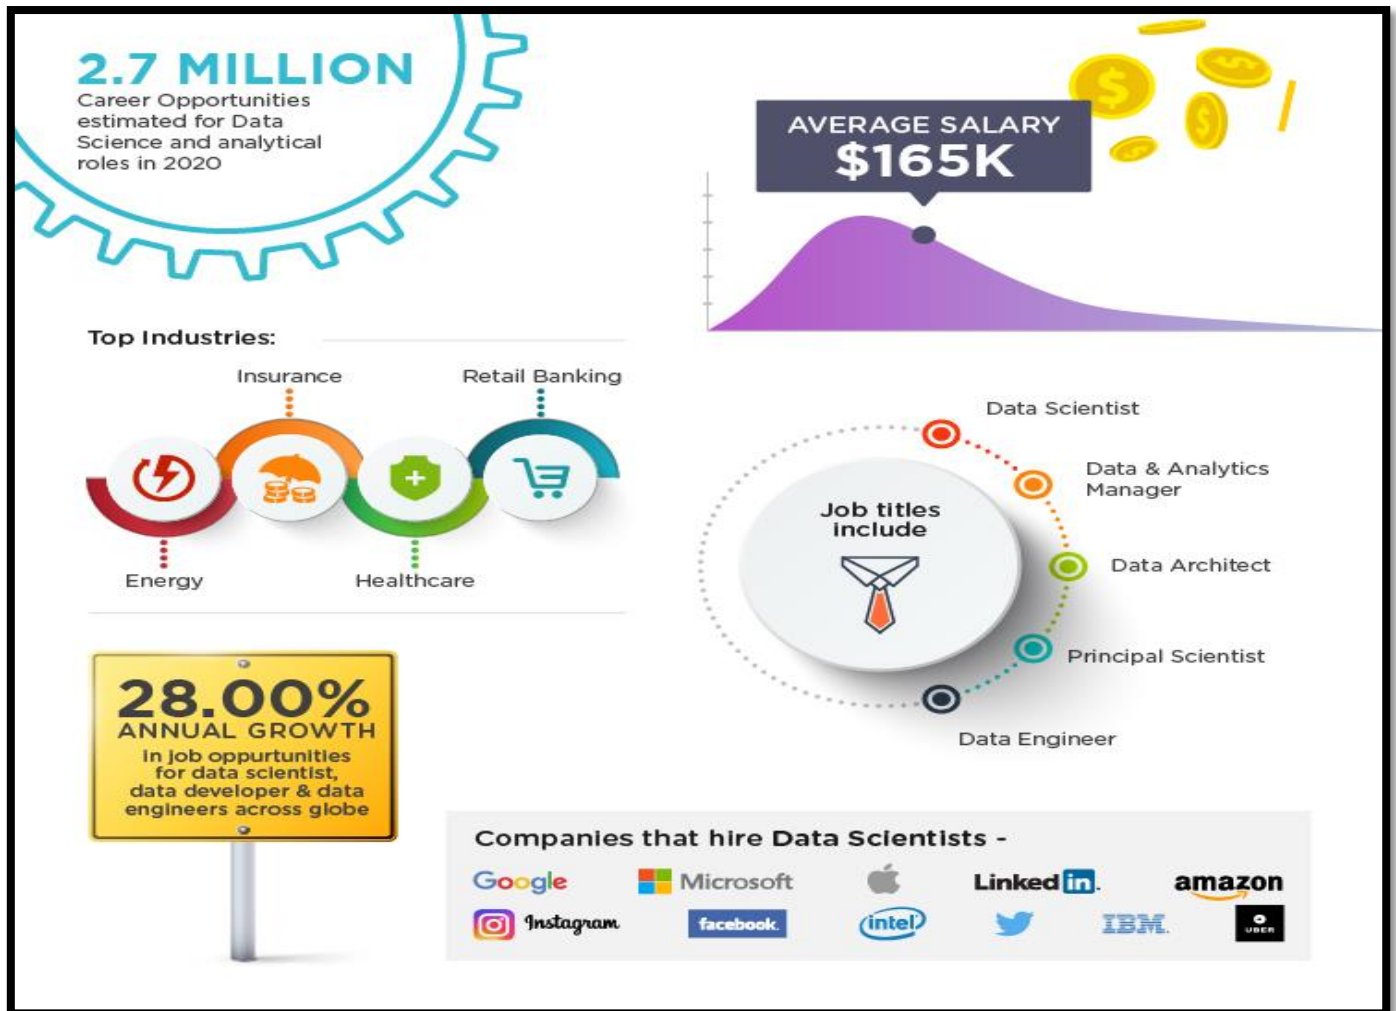 2.7 MILLION
Career Opportunities
estimated for Data
Science and analytical
roles in 2020
AVERAGE SALARY
$165K
Top Industries:
Insurance
Retail Banking
Energy
Healthcare
Job titles
include
Data Scientist
Data & Analytics
Manager
Data Architect
Principal Scientist
Data Engineer
28.00%
ANNUAL GROWTH
In job oppurtunities
for data scientist,
data developer & data
engineers across globe
Companies that hire Data Scientists -
Google
Microsoft
Linked in.
amazon
Instagram
facebook.
intel
IBM.
UBER